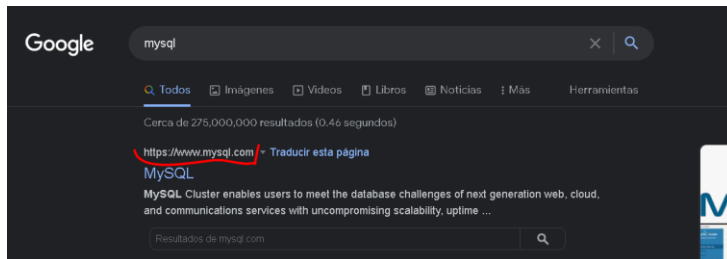 Google
mysql
Todos Imágenes Videos Libros Noticias Más Herramientas
Cerca de 275,000,000 resultados (0.46 segundos)
https://www.mysql.com Traducir esta página
MySQL
MySQL Cluster enables users to meet the database challenges of next generation web, cloud,
and communications services with uncompromising scalability, uptime ...
Resultados de mysql.com